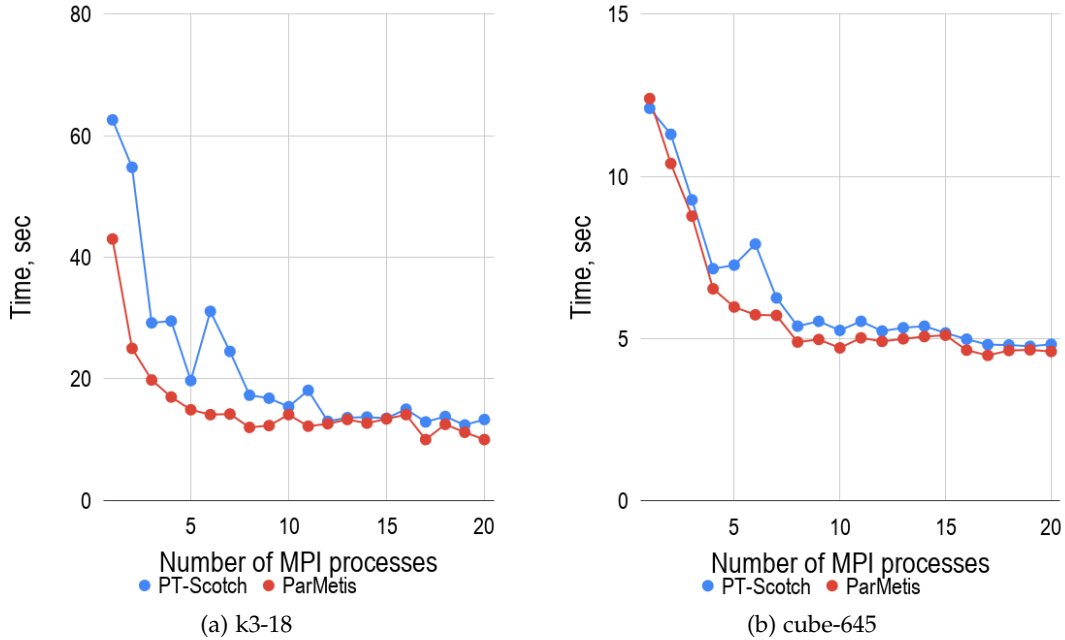 80
60
40
20
0
Time, sec
5 10 15 20
Number of MPI processes
PT-Scotch ParMetis
(a) k3-18
15
10
5
0
Time, sec
5 10 15 20
Number of MPI processes
PT-Scotch ParMetis
(b) cube-645